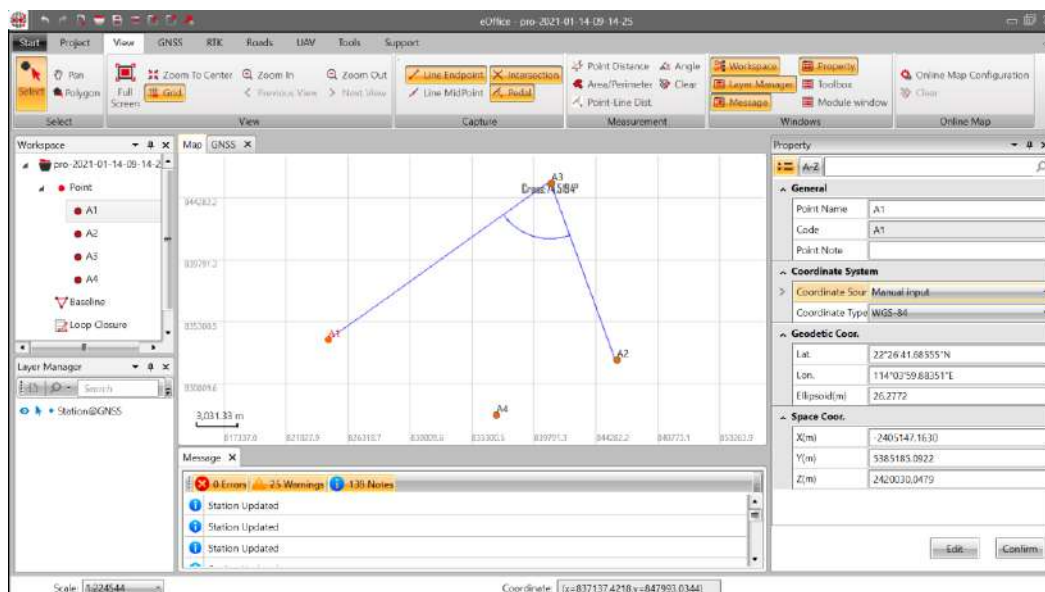 eOffice - pro-2021-01-14-09-14-25
Start Project View GNSS RTK Roads UAV Tools Support
Select
Pan
Polygon
Select
Full Screen
Zoom To Center
Zoom In
Zoom Out
Grid
Previous View
Next View
View
Line Endpoint
Intersection
Line MidPoint
Pedal
Capture
Point Distance
Angle
Area/Perimeter
Clear
Point-Line Dist.
Measurement
Workspace
Property
Layer Manager
Toolbox
Message
Module window
Windows
Online Map Configuration
Clear
Online Map
Workspace
pro-2021-01-14-09-14-2
Point
A1
A2
A3
A4
Baseline
Loop Closure
Layer Manager
Search
Station@GNSS
Map GNSS
A3
A1
A2
A4
3,031.33 m
Message
0 Errors 25 Warnings 139 Notes
Station Updated
Station Updated
Station Updated
Property
A-Z
General
Point Name A1
Code A1
Point Note
Coordinate System
Coordinate Sour Manual input
Coordinate Type WGS-84
Geodetic Coor.
Lat. 22°26'41.68355"N
Lon. 114°03'59.88351"E
Ellipsoid(m) 26.2772
Space Coor.
X(m) -2405147.1630
Y(m) 5385185.0922
Z(m) 2420030.0479
Edit Confirm
Scale: 1:224544
Coordinate: (x=837137.4218,y=847993.0344)